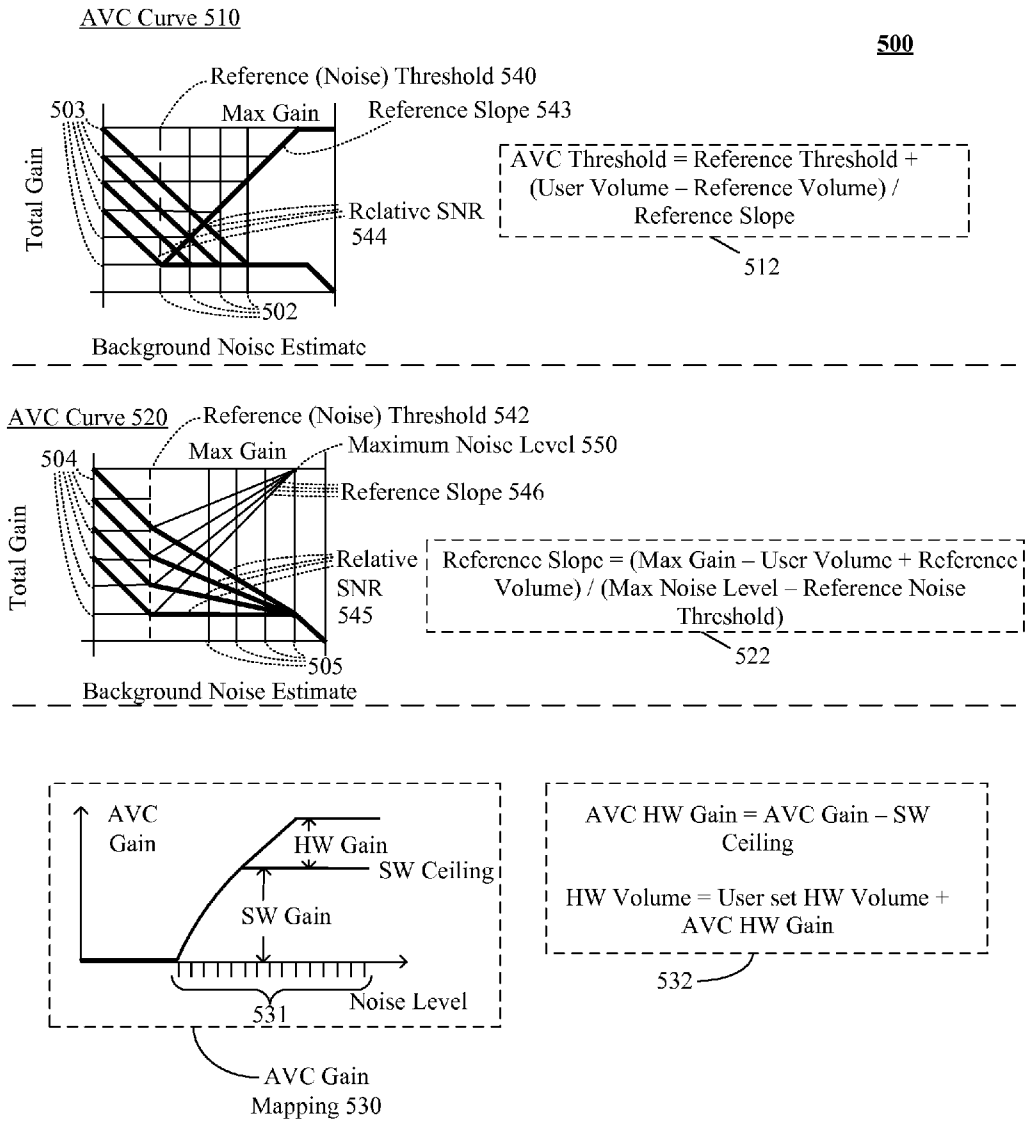 AVC Curve 510
500
Reference (Noise) Threshold 540
503
Max Gain
Reference Slope 543
Total Gain
Relative SNR
544
AVC Threshold = Reference Threshold +
(User Volume – Reference Volume) /
Reference Slope
512
502
Background Noise Estimate
AVC Curve 520
Reference (Noise) Threshold 542
504
Max Gain
Maximum Noise Level 550
Reference Slope 546
Total Gain
Relative
SNR
545
Reference Slope = (Max Gain – User Volume + Reference
Volume) / (Max Noise Level – Reference Noise
Threshold)
522
505
Background Noise Estimate
AVC
Gain
HW Gain
SW Ceiling
SW Gain
Noise Level
531
AVC Gain
Mapping 530
AVC HW Gain = AVC Gain – SW
Ceiling
HW Volume = User set HW Volume +
AVC HW Gain
532